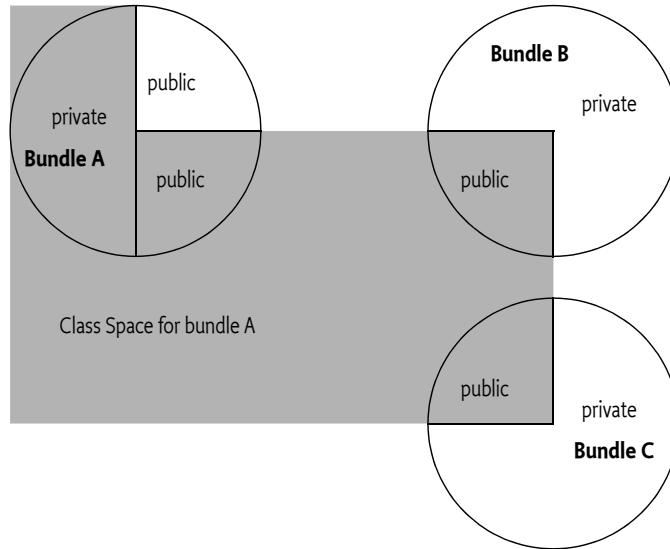 public
private
Bundle A
public
Bundle B
private
public
Class Space for bundle A
public
private
Bundle C